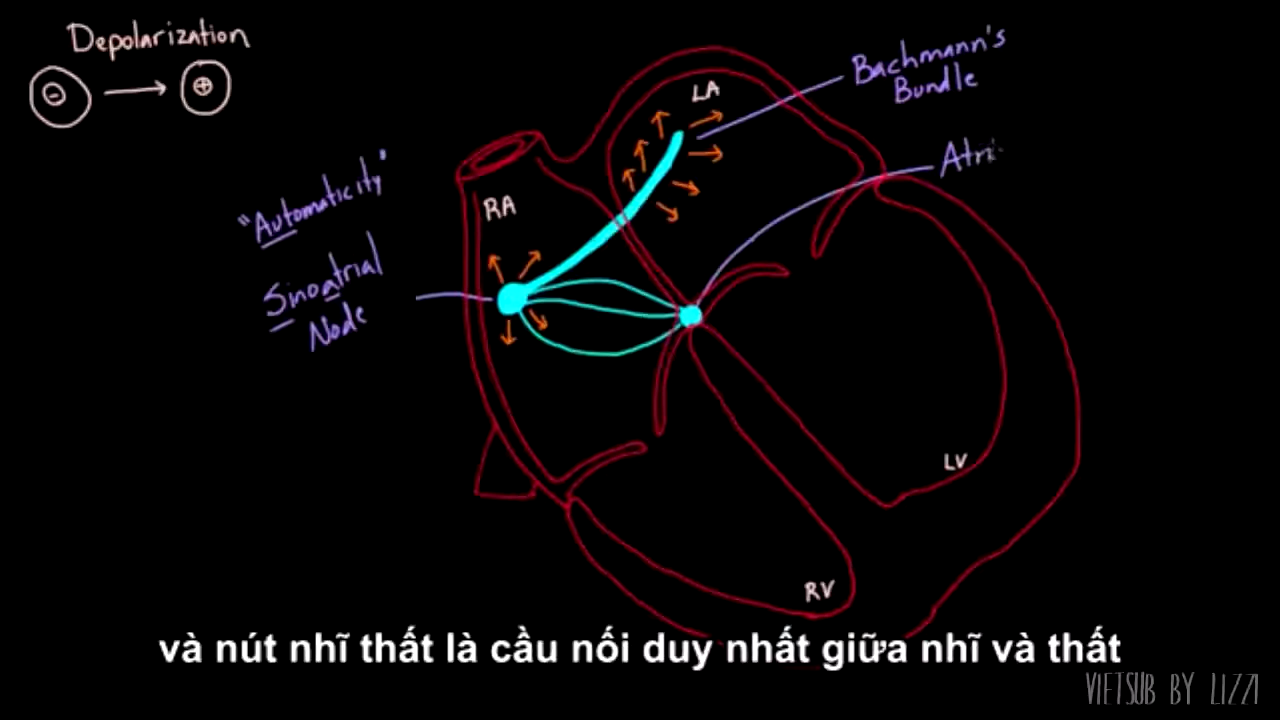 Depolarization
Bachmann's
Bundle
LA
"Automaticity"
RA
Sinoatrial
Node
Atri
LV
RV
và nút nhĩ thất là cầu nối duy nhất giữa nhĩ và thất
VIETSUB BY LIZZI